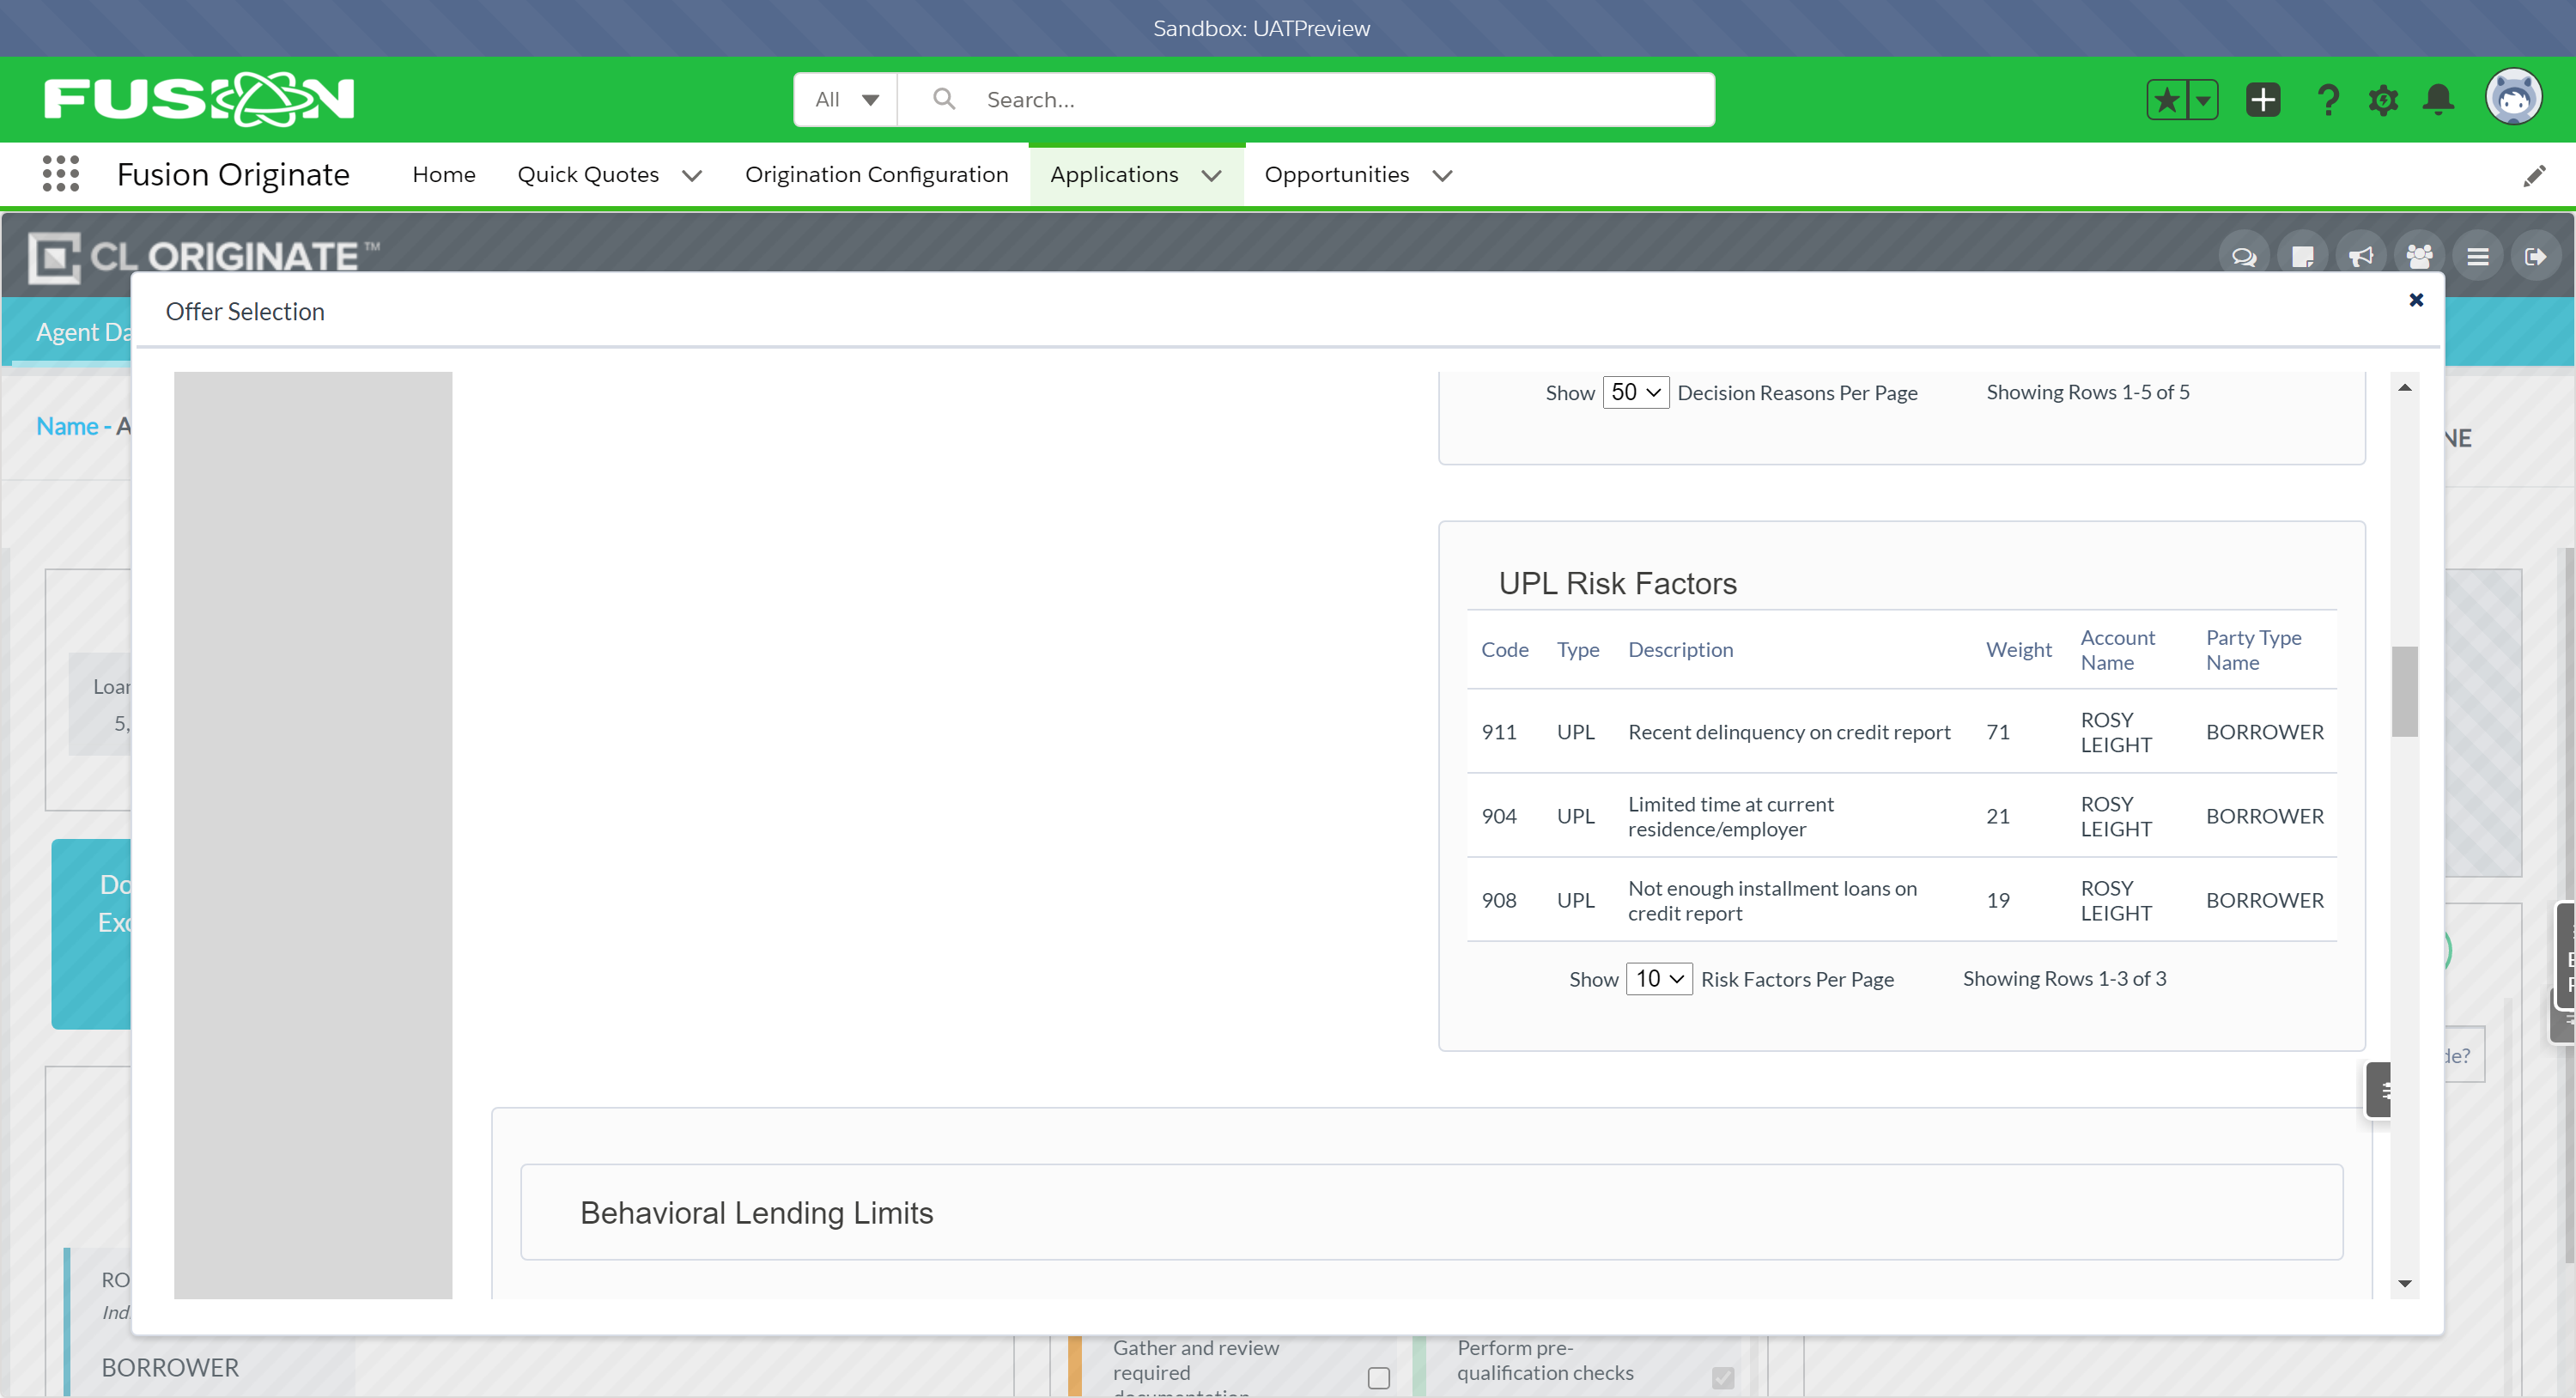 Sandbox: UATPreview
FUSION
All
Search...
Fusion Originate
Home
Quick Quotes
Origination Configuration
Applications
Opportunities
CL ORIGINATE™
Offer Selection
Agent Da
Name - A
NE
Show 50 Decision Reasons Per Page Showing Rows 1-5 of 5
UPL Risk Factors
Code Type Description Weight Account Name Party Type Name
911 UPL Recent delinquency on credit report 71 ROSY LEIGHT BORROWER
904 UPL Limited time at current residence/employer 21 ROSY LEIGHT BORROWER
908 UPL Not enough installment loans on credit report 19 ROSY LEIGHT BORROWER
Show 10 Risk Factors Per Page Showing Rows 1-3 of 3
Loan
5,
Do
Exc
de?
Behavioral Lending Limits
RO
Ind
BORROWER
Gather and review
required
Perform pre-
qualification checks